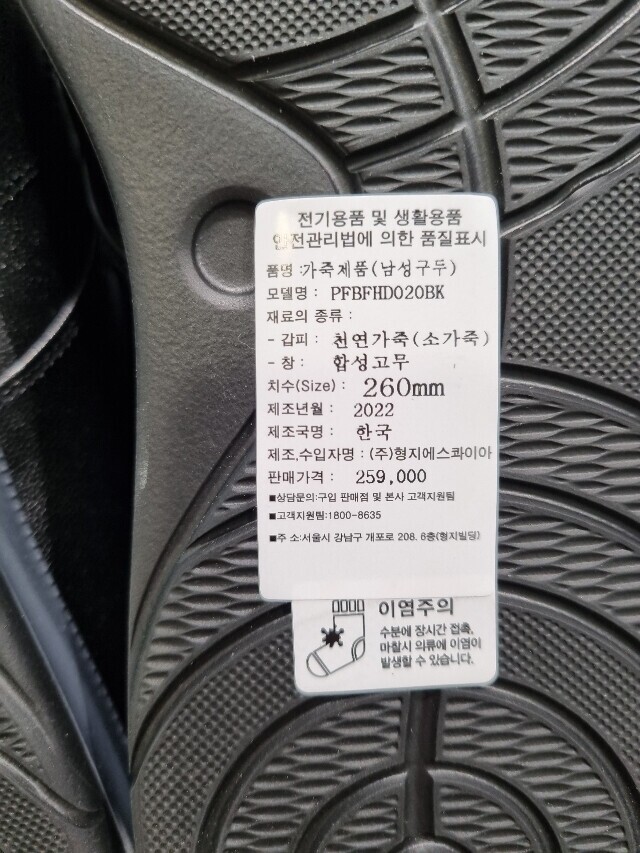 전기용품 및 생활용품
안전관리법에 의한 품질표시
품명 : 가죽제품(남성구두)
모델명 : PFBFHD020BK
재료의 종류 :
- 갑피 : 천연가죽(소가죽)
- 창 : 합성고무
치수(Size) : 260mm
제조년월 : 2022
제조국명 : 한국
제조,수입자명 : (주)형지에스콰이아
판매가격 : 259,000
■상담문의:구입 판매점 및 본사 고객지원팀
■고객지원팀:1800-8635
■주 소:서울시 강남구 개포로 208. 6층(형지빌딩)
이염주의
수분에 장시간 접촉,
마찰시 의류에 이염이
발생할 수 있습니다.